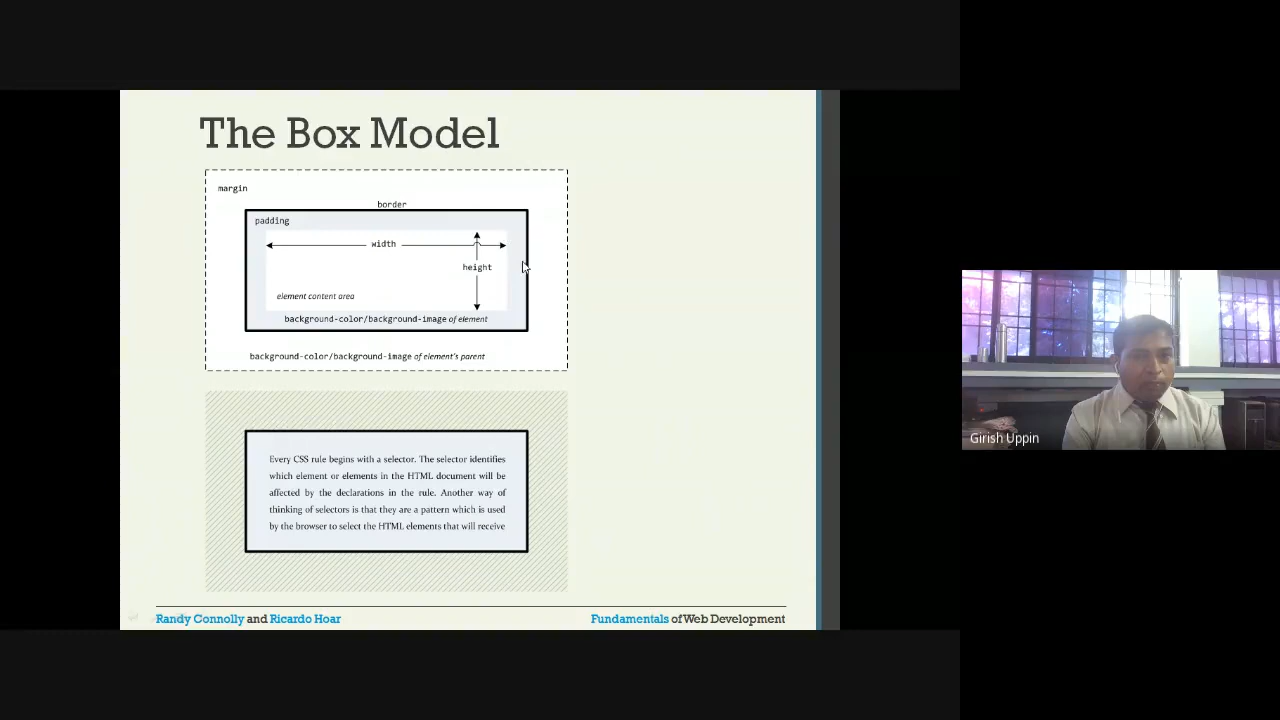 The Box Model
margin
border
padding
width
height
element content area
background-color/background-image of element
background-color/background-image of element's parent
Every CSS rule begins with a selector. The selector identifies
which element or elements in the HTML document will be
affected by the declarations in the rule. Another way of
thinking of selectors is that they are a pattern which is used
by the browser to select the HTML elements that will receive
Randy Connolly and Ricardo Hoar
Fundamentals of Web Development
Girish Uppin